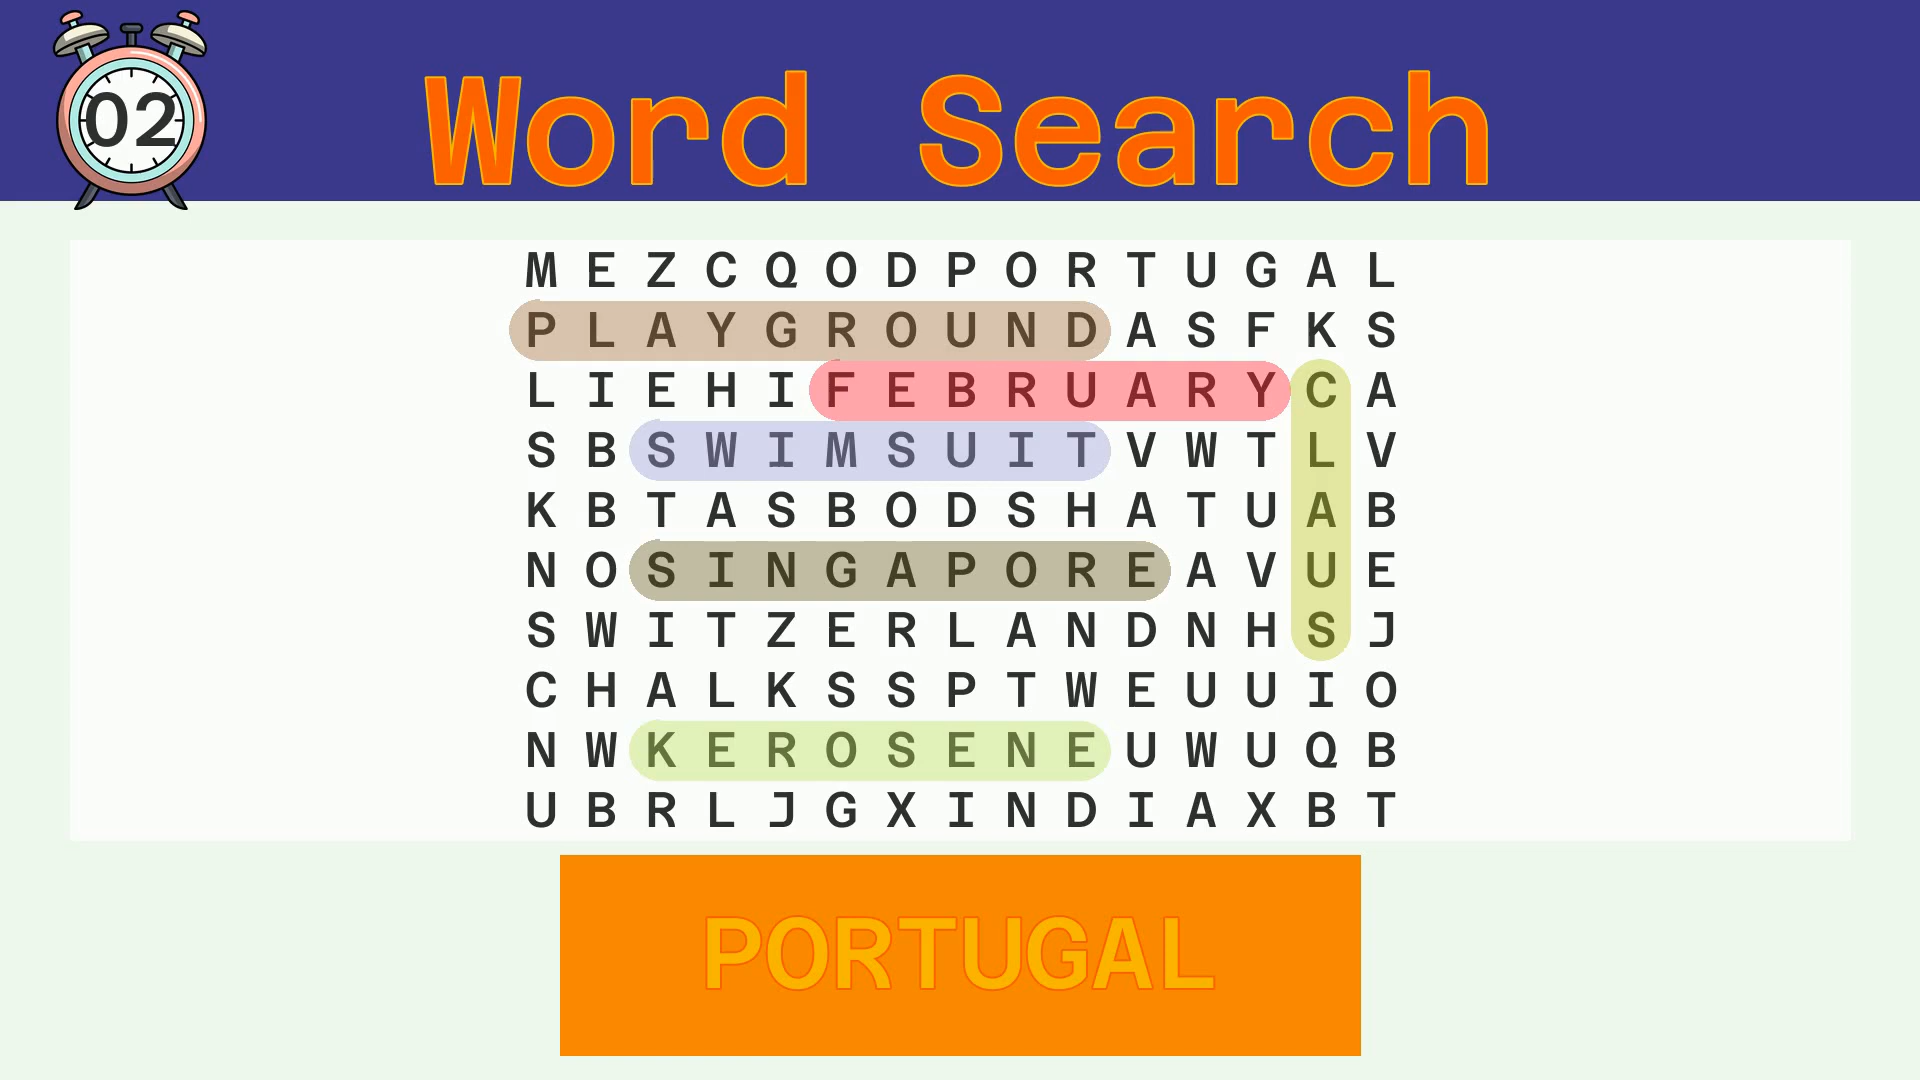 02
Word Search
M E Z C Q O D P O R T U G A L
P L A Y G R O U N D A S F K S
L I E H I F E B R U A R Y C A
S B S W I M S U I T V W T L V
K B T A S B O D S H A T U A B
N O S I N G A P O R E A V U E
S W I T Z E R L A N D N H S J
C H A L K S S P T W E U U I O
N W K E R O S E N E U W U Q B
U B R L J G X I N D I A X B T
PORTUGAL